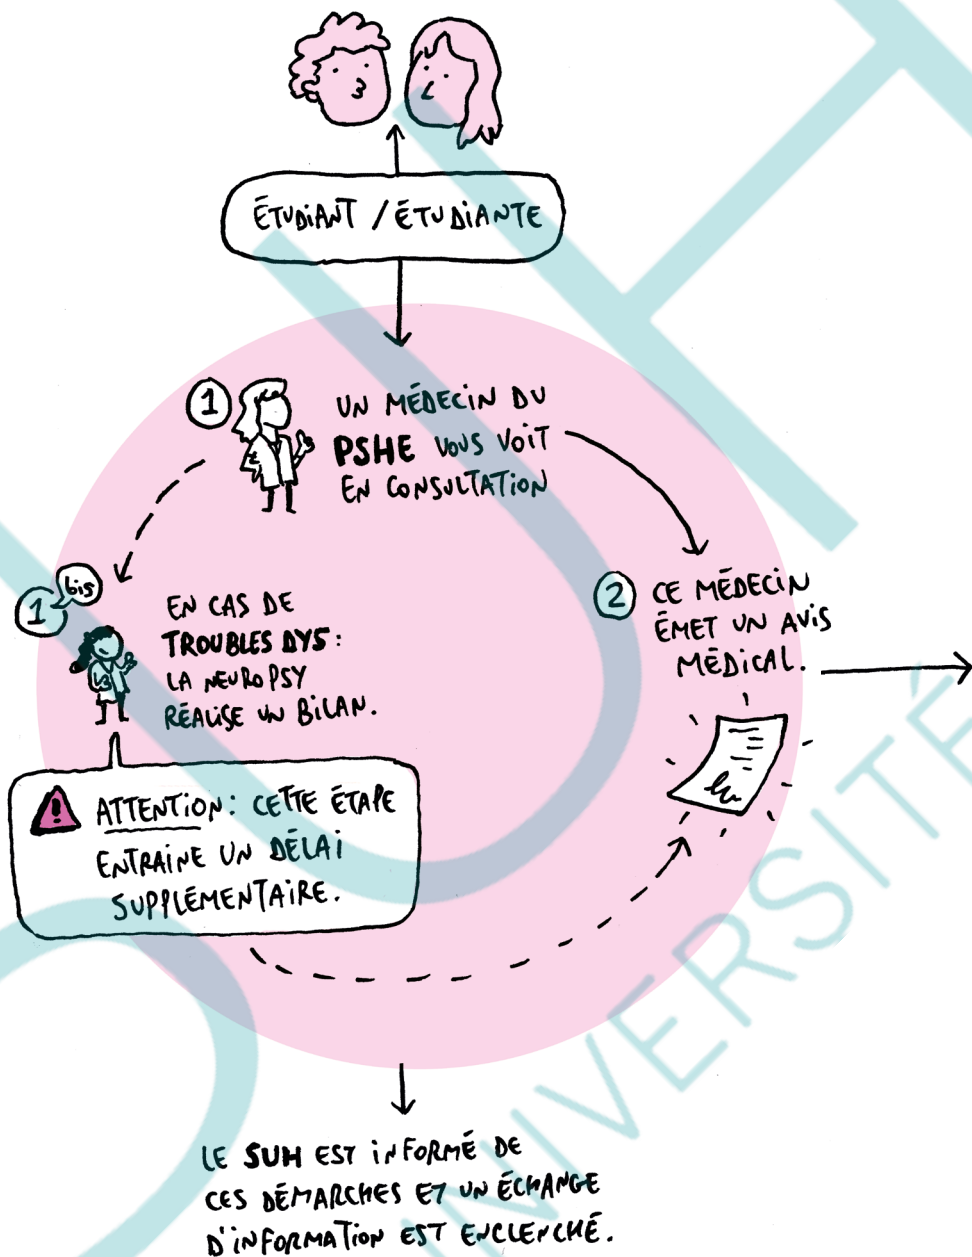 ÉTUDIANT / ÉTUDIANTE
1
UN MÉDECIN DU
PSHE VOUS VOIT
EN CONSULTATION
1 bis
EN CAS DE
TROUBLES DYS :
LA NEUROPSY
RÉALISE UN BILAN.
ATTENTION : CETTE ÉTAPE
ENTRAINE UN DÉLAI
SUPPLÉMENTAIRE.
2
CE MÉDECIN
ÉMET UN AVIS
MÉDICAL.
LE SUH EST INFORMÉ DE
CES DÉMARCHES ET UN ÉCHANGE
D'INFORMATION EST ENCLENCHÉ.
UNIVERSITÉ